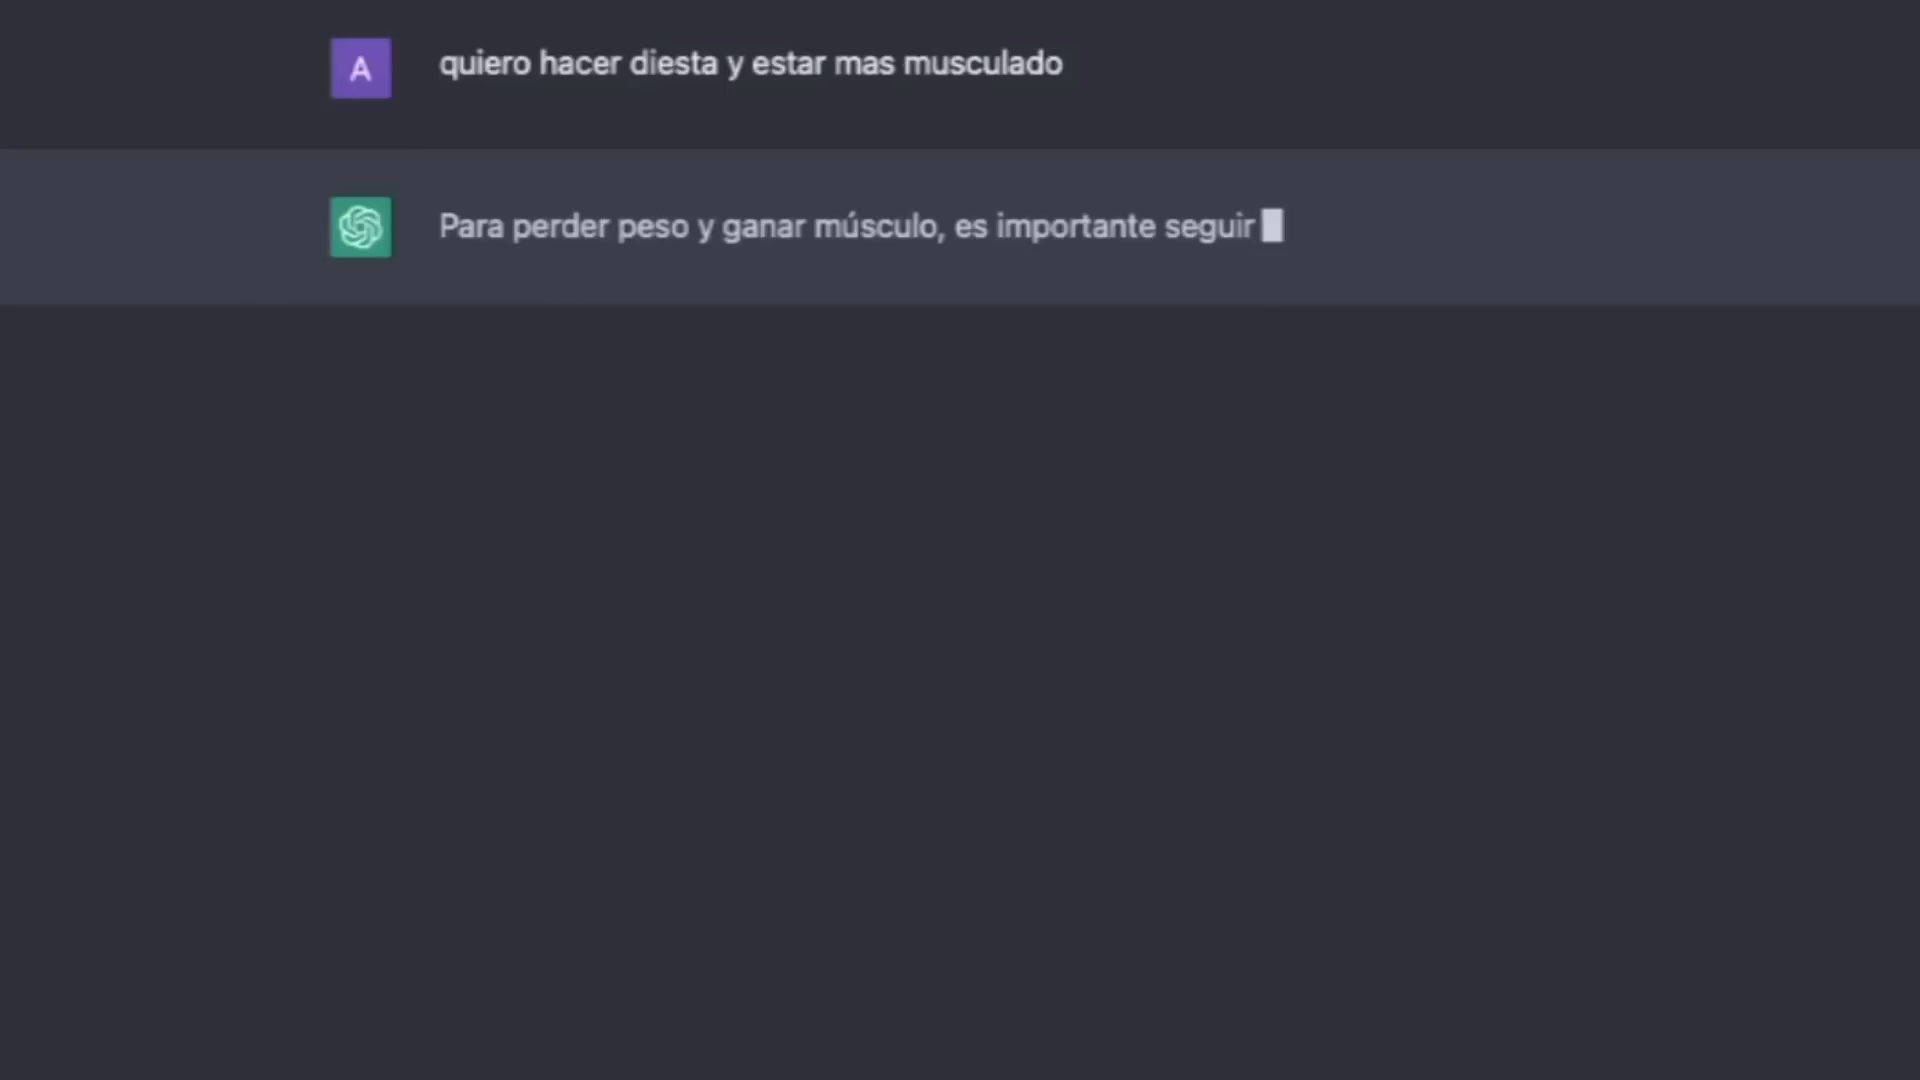 A
quiero hacer diesta y estar mas musculado
Para perder peso y ganar músculo, es importante seguir